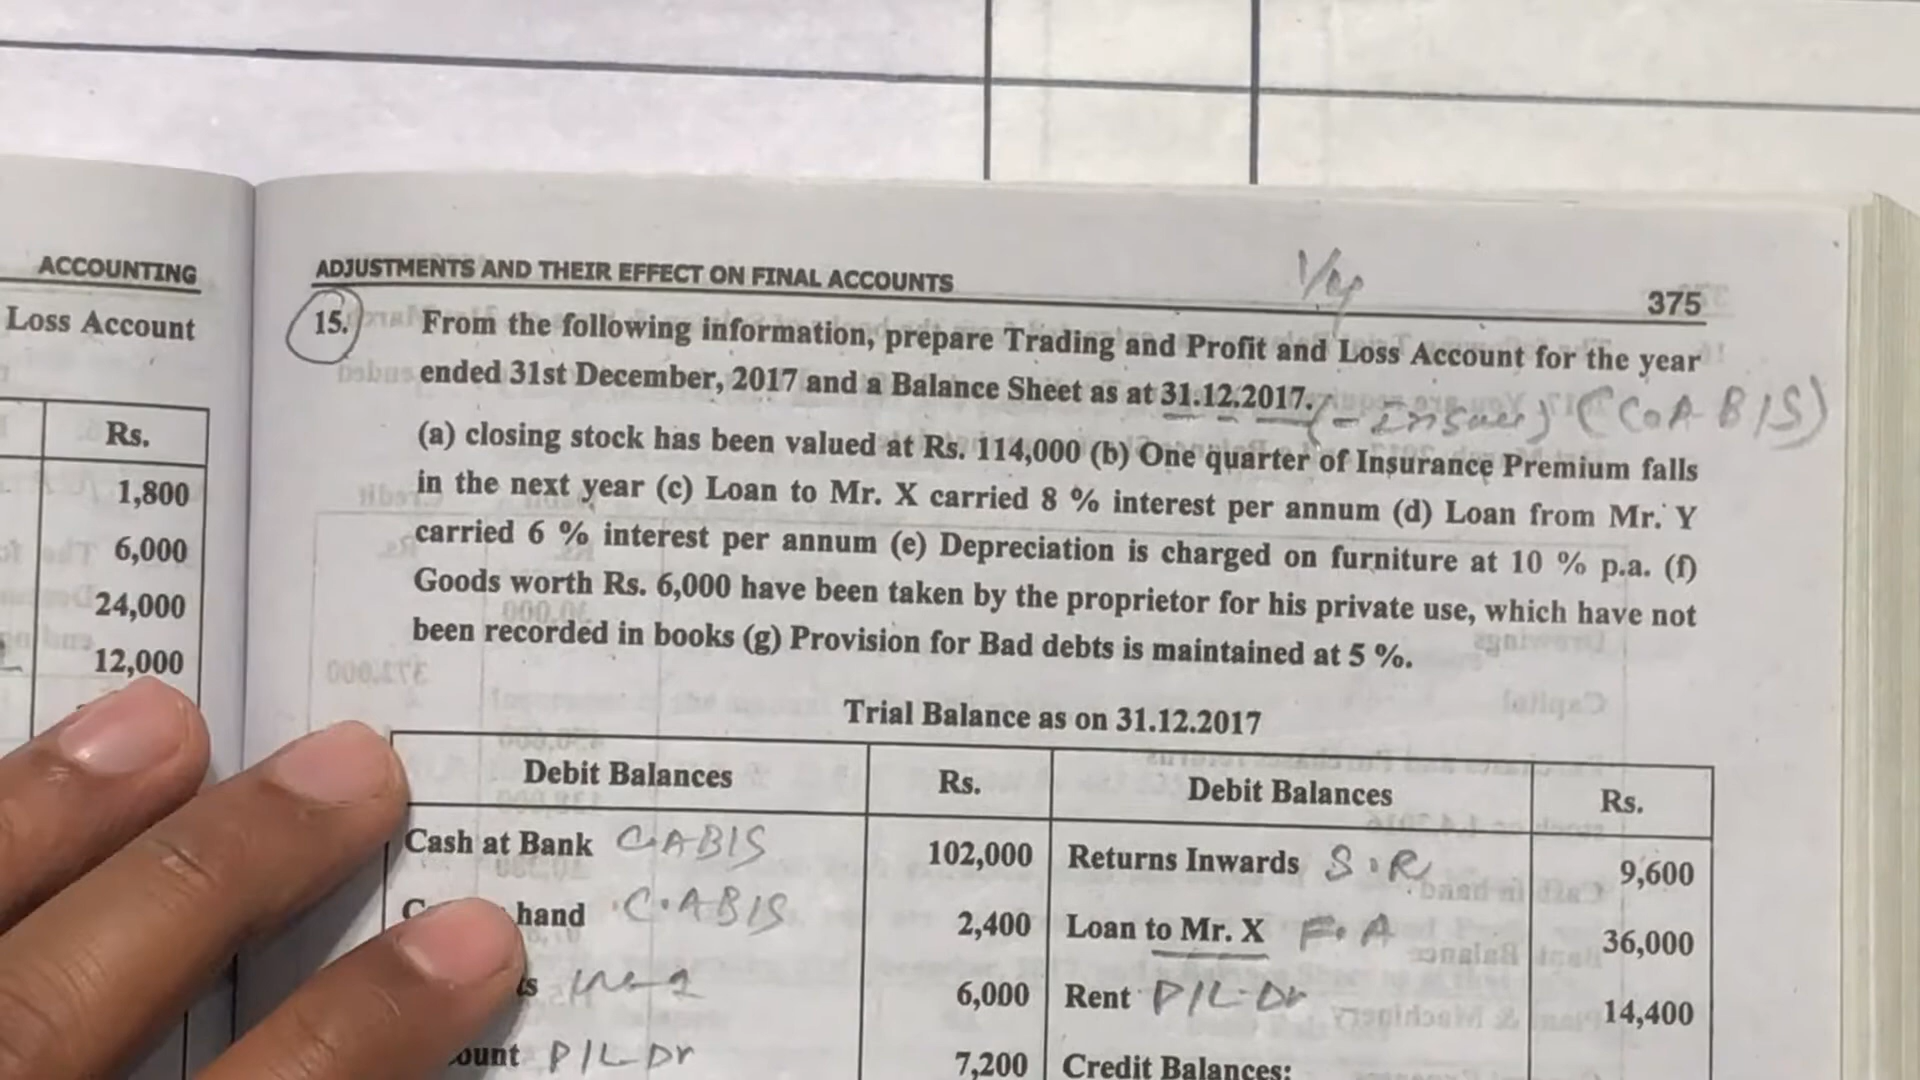 ACCOUNTING
Loss Account
Rs.
1,800
6,000
24,000
12,000
ADJUSTMENTS AND THEIR EFFECT ON FINAL ACCOUNTS
375
15. From the following information, prepare Trading and Profit and Loss Account for the year
ended 31st December, 2017 and a Balance Sheet as at 31.12.2017.
(C.A B/S)
(a) closing stock has been valued at Rs. 114,000 (b) One quarter of Insurance Premium falls
in the next year (c) Loan to Mr. X carried 8 % interest per annum (d) Loan from Mr. Y
carried 6 % interest per annum (e) Depreciation is charged on furniture at 10 % p.a. (f)
Goods worth Rs. 6,000 have been taken by the proprietor for his private use, which have not
been recorded in books (g) Provision for Bad debts is maintained at 5 %.
Trial Balance as on 31.12.2017
Debit Balances Rs. Debit Balances Rs.
Cash at Bank C.A B/S 102,000 Returns Inwards S.R 9,600
hand C.A B/S 2,400 Loan to Mr. X F.A 36,000
6,000 Rent P/L Dr 14,400
ount P/L Dr 7,200 Credit Balances: